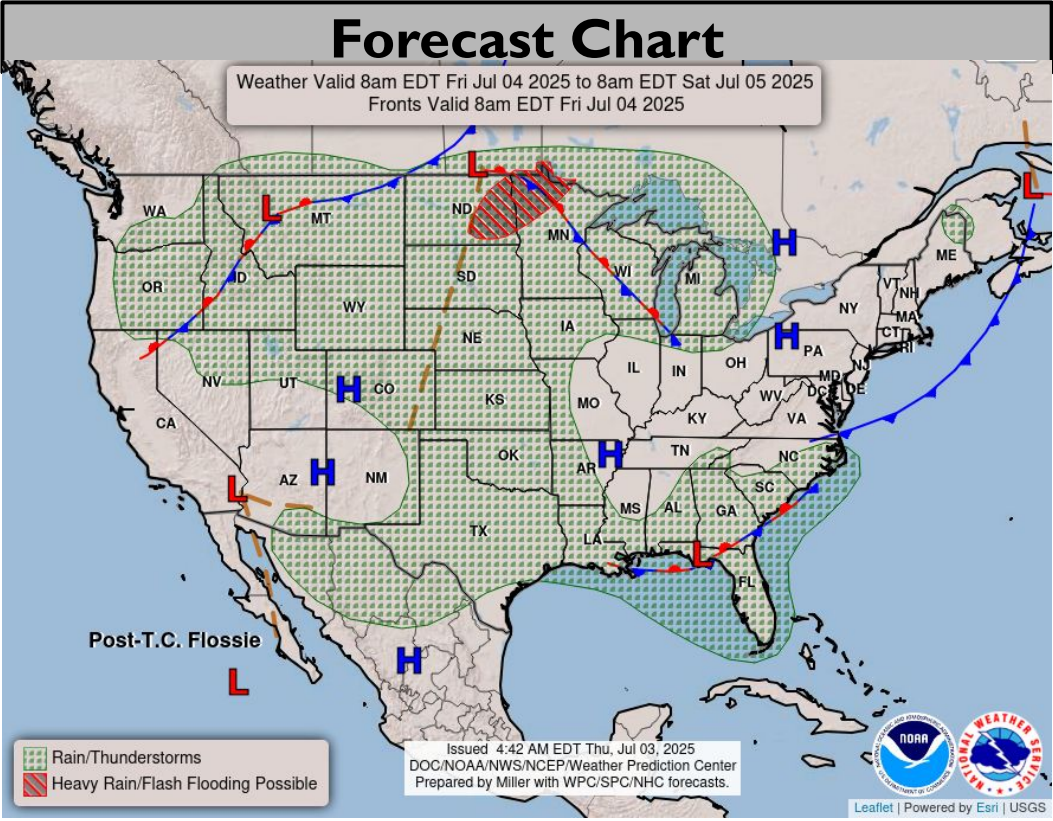 Forecast Chart
Weather Valid 8am EDT Fri Jul 04 2025 to 8am EDT Sat Jul 05 2025
Fronts Valid 8am EDT Fri Jul 04 2025
L
L
L
WA
MT
ND
MN
H
ME
OR
ID
SD
WI
MI
VT
NH
WY
NY
MA
IA
NE
CT
RI
H
PA
OH
NJ
IL
IN
MD
NV
UT
H
CO
KS
MO
WV
DC
DE
CA
KY
VA
TN
NC
OK
H
AR
AZ
H
NM
L
SC
MS
AL
GA
TX
LA
L
FL
Post-T.C. Flossie
H
L
Rain/Thunderstorms
Heavy Rain/Flash Flooding Possible
Issued 4:42 AM EDT Thu, Jul 03, 2025
DOC/NOAA/NWS/NCEP/Weather Prediction Center
Prepared by Miller with WPC/SPC/NHC forecasts.
NOAA
NATIONAL WEATHER SERVICE
Leaflet | Powered by Esri | USGS